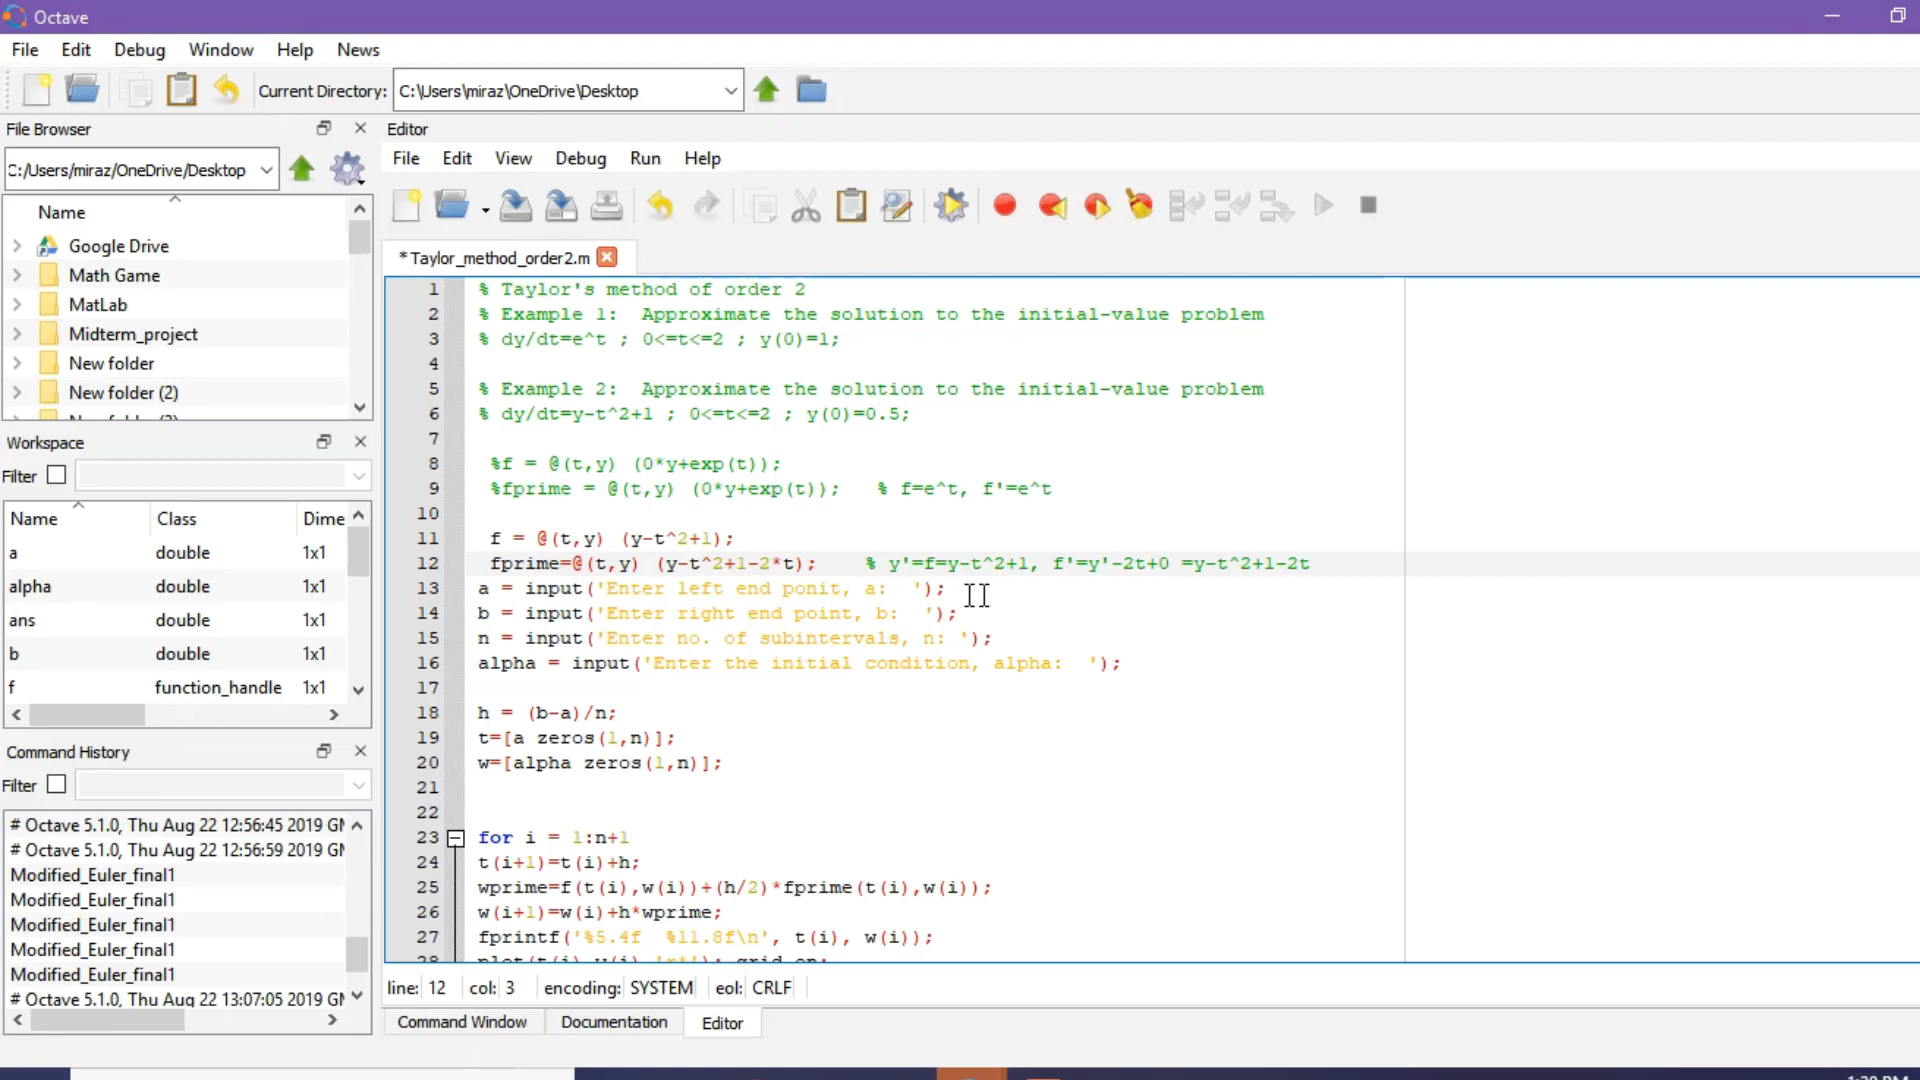 Octave
File Edit Debug Window Help News
Current Directory: C:\Users\miraz\OneDrive\Desktop
File Browser
C:/Users/miraz/OneDrive/Desktop
Name
Google Drive
Math Game
MatLab
Midterm_project
New folder
New folder (2)
Workspace
Filter
Name Class Dime
a double 1x1
alpha double 1x1
ans double 1x1
b double 1x1
f function_handle 1x1
Command History
Filter
# Octave 5.1.0, Thu Aug 22 12:56:45 2019 GM
# Octave 5.1.0, Thu Aug 22 12:56:59 2019 GM
Modified_Euler_final1
Modified_Euler_final1
Modified_Euler_final1
Modified_Euler_final1
Modified_Euler_final1
# Octave 5.1.0, Thu Aug 22 13:07:05 2019 GM
Editor
File Edit View Debug Run Help
* Taylor_method_order2.m
1 % Taylor's method of order 2
2 % Example 1:  Approximate the solution to the initial-value problem
3 % dy/dt=e^t ; 0<=t<=2 ; y(0)=1;
4
5 % Example 2:  Approximate the solution to the initial-value problem
6 % dy/dt=y-t^2+1 ; 0<=t<=2 ; y(0)=0.5;
7
8 %f = @(t,y) (0*y+exp(t));
9 %fprime = @(t,y) (0*y+exp(t));   % f=e^t, f'=e^t
10
11 f = @(t,y) (y-t^2+1);
12 fprime=@(t,y) (y-t^2+1-2*t);    % y'=f=y-t^2+1, f'=y'-2t+0 =y-t^2+1-2t
13 a = input('Enter left end ponit, a:  ');
14 b = input('Enter right end point, b:  ');
15 n = input('Enter no. of subintervals, n: ');
16 alpha = input('Enter the initial condition, alpha:  ');
17
18 h = (b-a)/n;
19 t=[a zeros(1,n)];
20 w=[alpha zeros(1,n)];
21
22
23 for i = 1:n+1
24 t(i+1)=t(i)+h;
25 wprime=f(t(i),w(i))+(h/2)*fprime(t(i),w(i));
26 w(i+1)=w(i)+h*wprime;
27 fprintf('%5.4f  %11.8f\n', t(i), w(i));
line: 12 col: 3 encoding: SYSTEM eol: CRLF
Command Window Documentation Editor